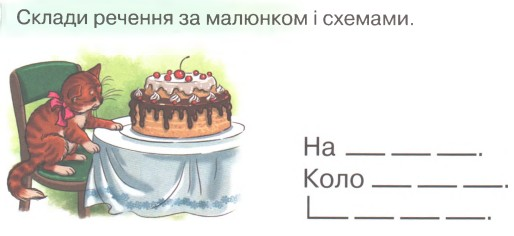 Склади речення за малюнком і схемами.
На ___ ___ ___.
Коло ___ ___ ___.
|___ ___ ___ ___.